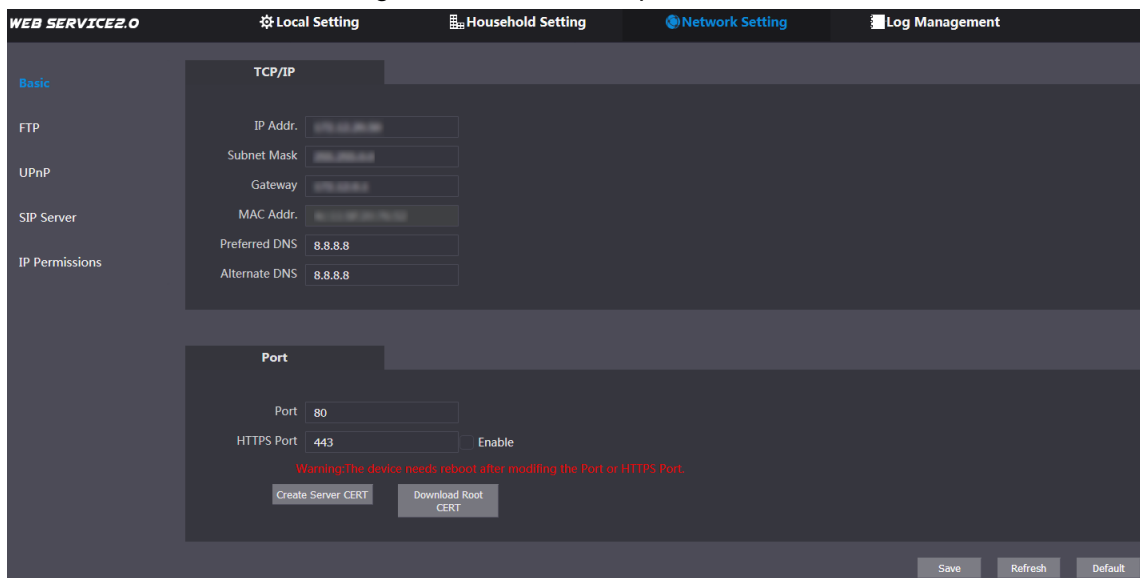 WEB SERVICE2.0 Local Setting Household Setting Network Setting Log Management
Basic
FTP
UPnP
SIP Server
IP Permissions
TCP/IP
IP Addr.
Subnet Mask
Gateway
MAC Addr.
Preferred DNS 8.8.8.8
Alternate DNS 8.8.8.8
Port
Port 80
HTTPS Port 443 Enable
Warning:The device needs reboot after modifing the Port or HTTPS Port.
Create Server CERT
Download Root
CERT
Save Refresh Default